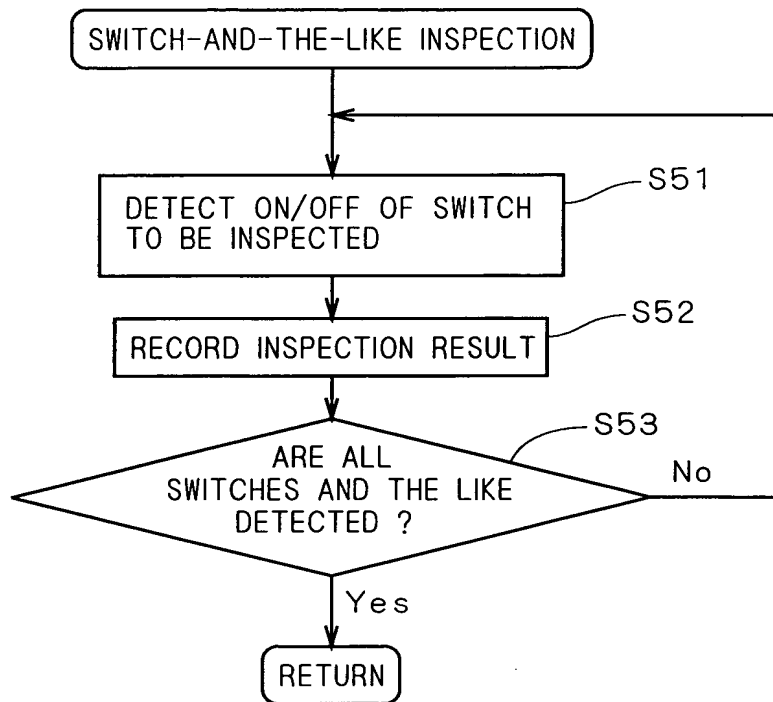 SWITCH-AND-THE-LIKE INSPECTION
S51
DETECT ON/OFF OF SWITCH
TO BE INSPECTED
S52
RECORD INSPECTION RESULT
S53
ARE ALL
SWITCHES AND THE LIKE
DETECTED ?
No
Yes
RETURN